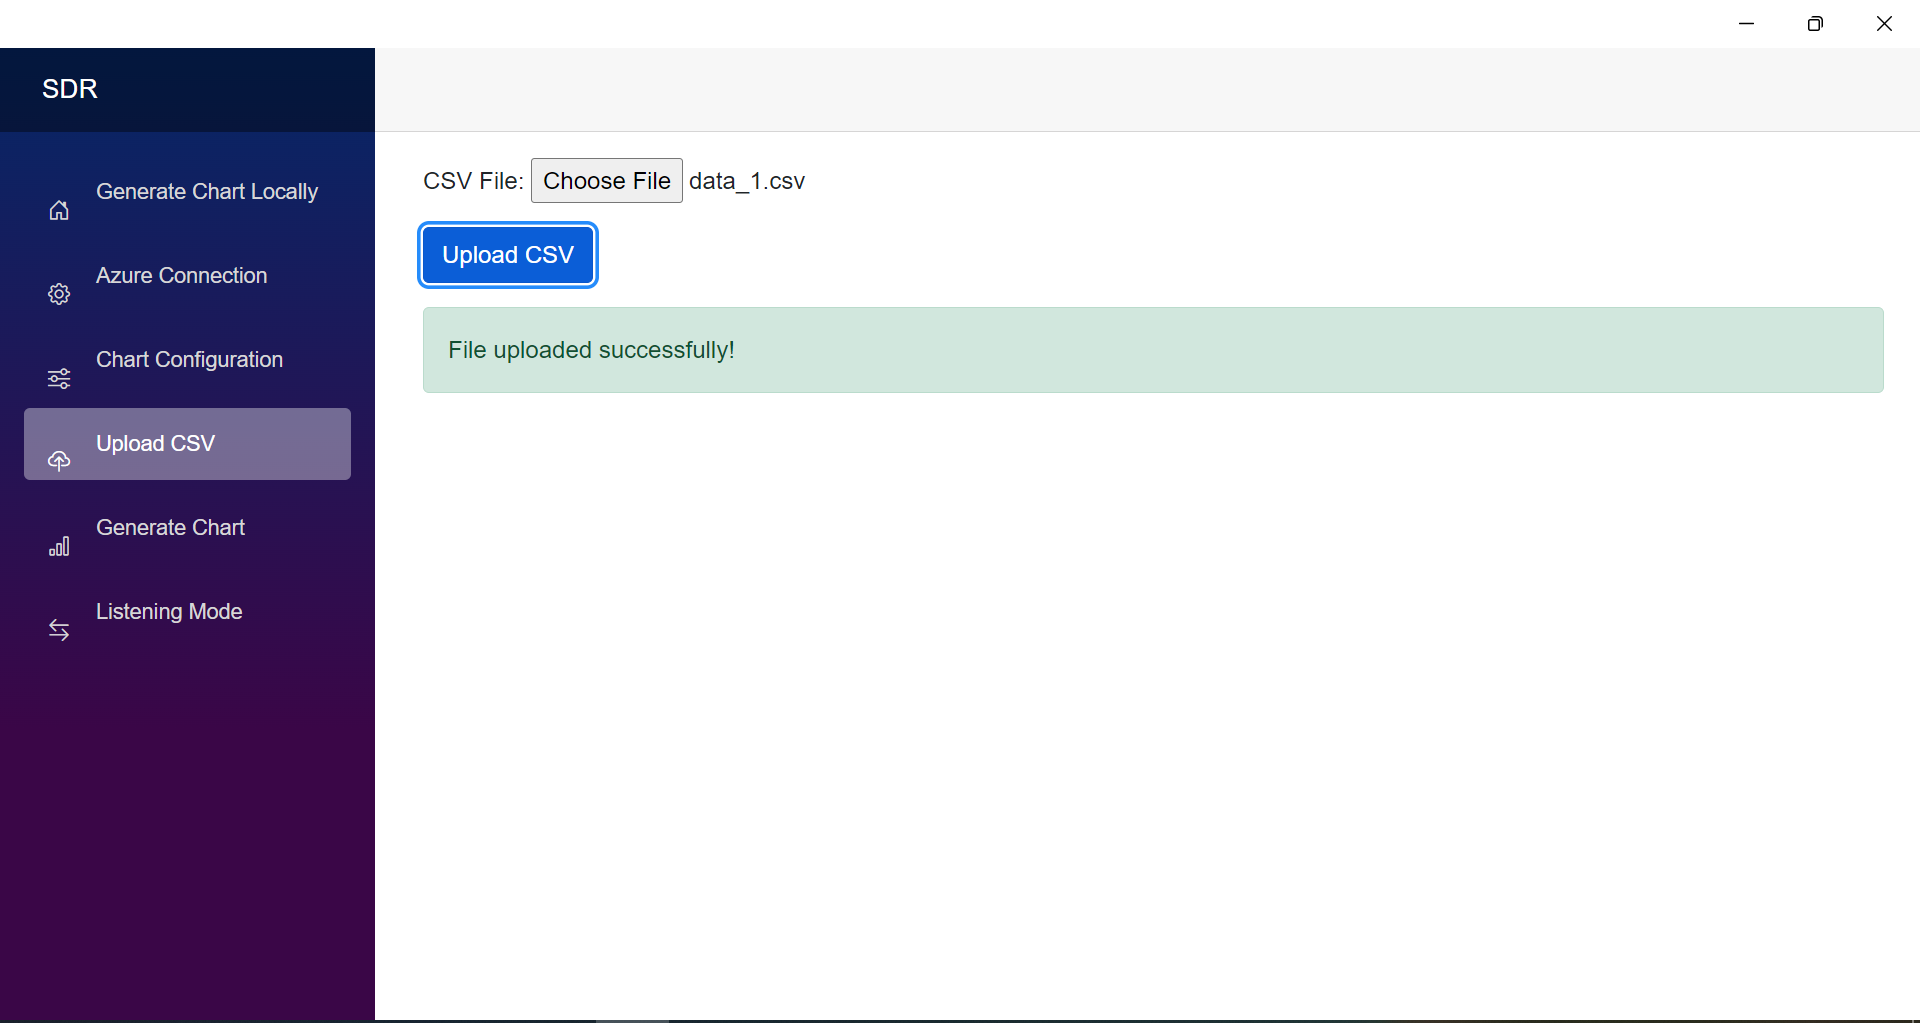 SDR
Generate Chart Locally
Azure Connection
Chart Configuration
Upload CSV
Generate Chart
Listening Mode
CSV File: Choose File data_1.csv
Upload CSV
File uploaded successfully!